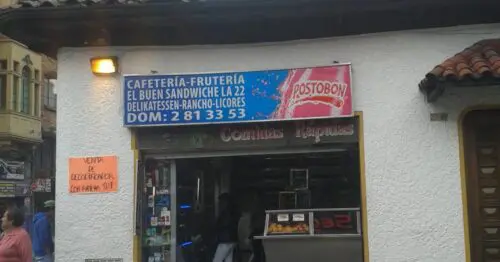 CAFETERÍA-FRUTERÍA
EL BUEN SANDWICHE LA 22
DELIKATESSEN-RANCHO-LICORES
DOM: 2 81 33 53
POSTOBÓN
Comidas Rapidas
VENTA
DE